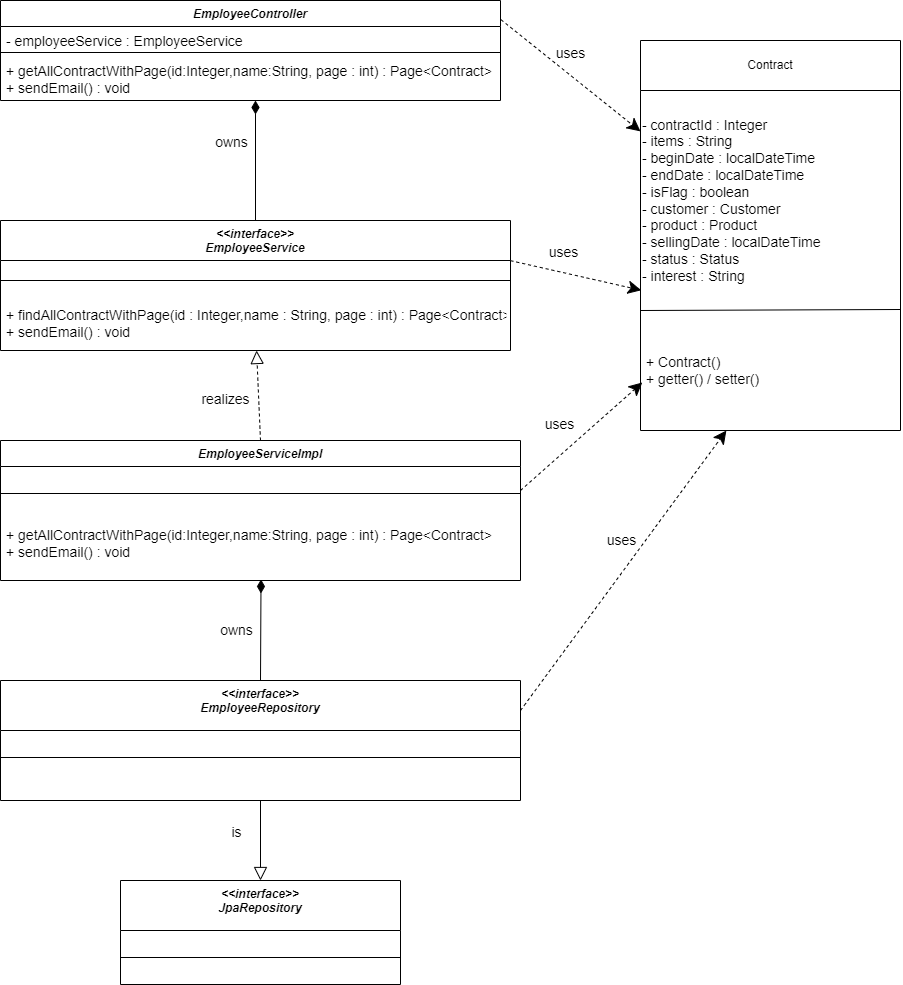 EmployeeController
- employeeService : EmployeeService
+ getAllContractWithPage(id:Integer,name:String, page : int) : Page<Contract>
+ sendEmail() : void
uses
Contract
- contractId : Integer
- items : String
- beginDate : localDateTime
- endDate : localDateTime
- isFlag : boolean
- customer : Customer
- product : Product
- sellingDate : localDateTime
- status : Status
- interest : String
+ Contract()
+ getter() / setter()
owns
<<interface>>
EmployeeService
+ findAllContractWithPage(id : Integer,name : String, page : int) : Page<Contract>
+ sendEmail() : void
uses
realizes
EmployeeServiceImpl
+ getAllContractWithPage(id:Integer,name:String, page : int) : Page<Contract>
+ sendEmail() : void
uses
owns
uses
<<interface>>
EmployeeRepository
is
<<interface>>
JpaRepository